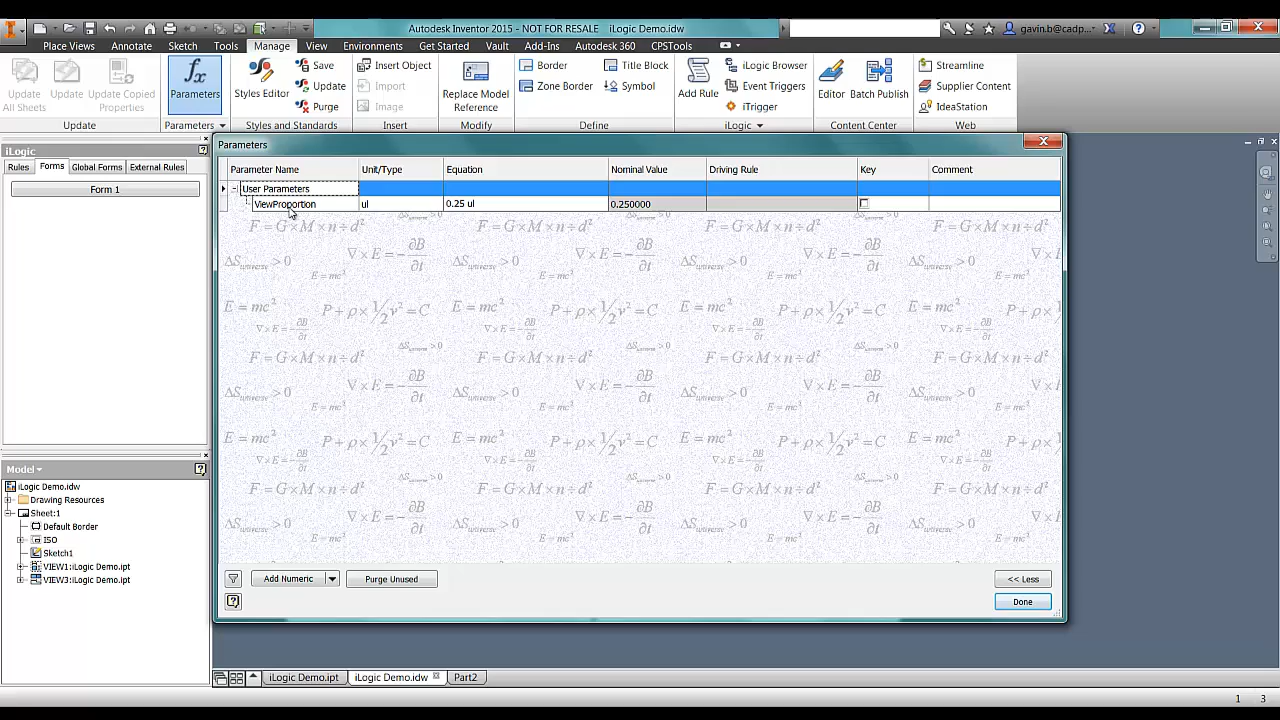 Autodesk Inventor 2015 - NOT FOR RESALE iLogic Demo.idw
gavin.b@cadp...
Place Views Annotate Sketch Tools Manage View Environments Get Started Vault Add-Ins Autodesk 360 CPSTools
Update All Sheets
Update
Update Copied Properties
Update
Parameters
Parameters
Styles Editor
Save
Update
Purge
Styles and Standards
Insert Object
Import
Image
Insert
Replace Model Reference
Modify
Border
Title Block
Zone Border
Symbol
Define
Add Rule
iLogic Browser
Event Triggers
iTrigger
iLogic
Editor
Batch Publish
Content Center
Streamline
Supplier Content
IdeaStation
Web
iLogic
Rules Forms Global Forms External Rules
Form 1
Model
iLogic Demo.idw
Drawing Resources
Sheet:1
Default Border
ISO
Sketch1
VIEW1:iLogic Demo.ipt
VIEW3:iLogic Demo.ipt
Parameters
Parameter Name Unit/Type Equation Nominal Value Driving Rule Key Comment
User Parameters
ViewProportion ul 0.25 ul 0.250000
Add Numeric
Purge Unused
<< Less
Done
iLogic Demo.ipt iLogic Demo.idw Part2
1 3